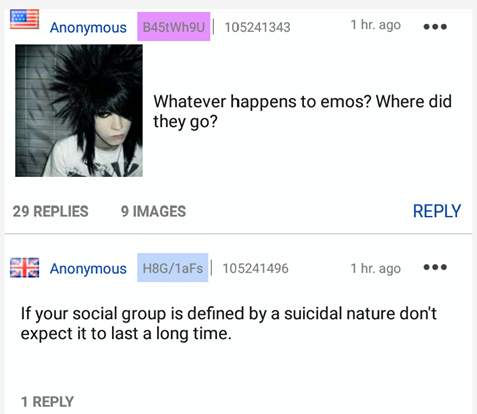 Anonymous B45tWh9U 105241343 1 hr. ago
Whatever happens to emos? Where did
they go?
29 REPLIES 9 IMAGES REPLY
Anonymous H8G/1aFs 105241496 1 hr. ago
If your social group is defined by a suicidal nature don't
expect it to last a long time.
1 REPLY